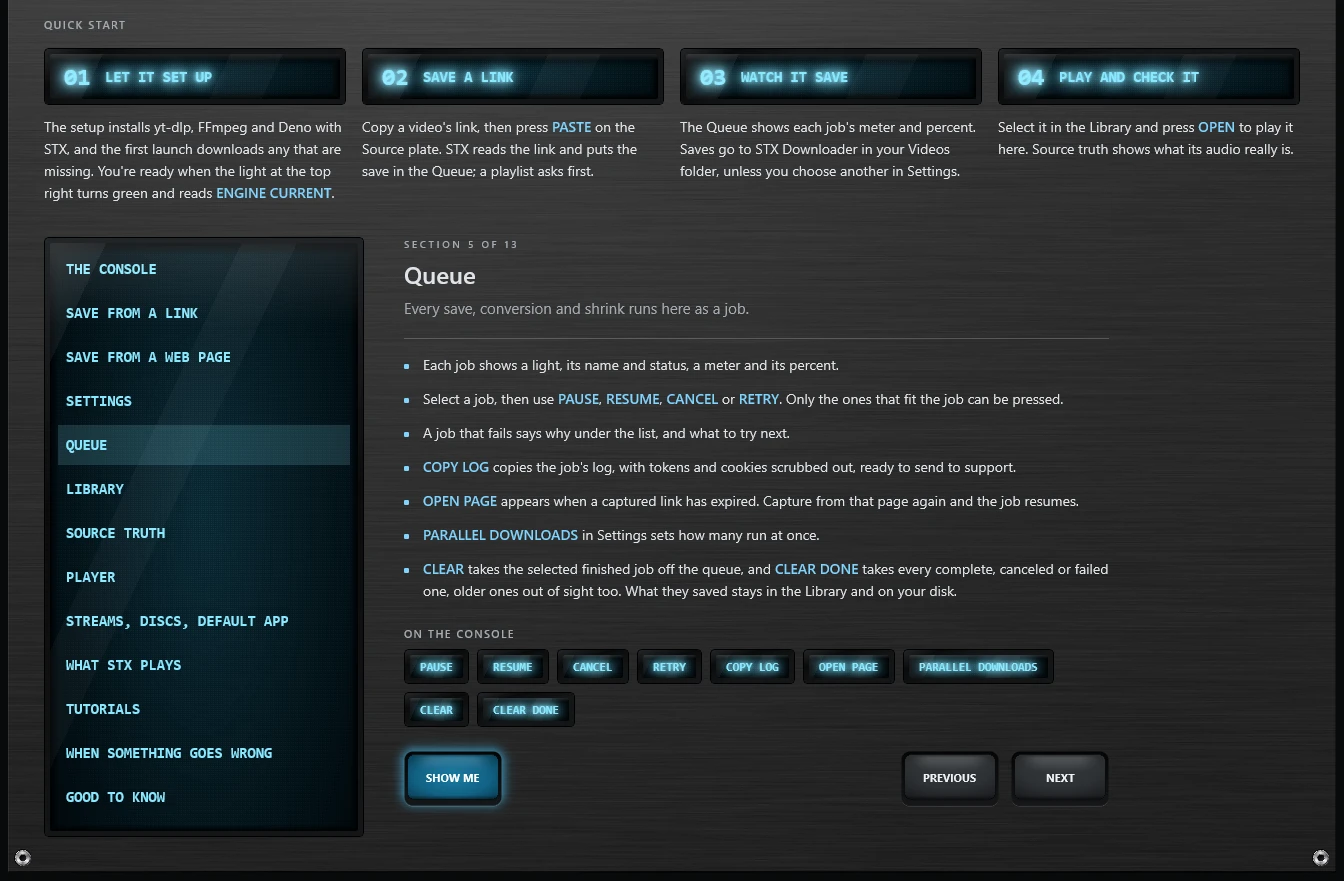 QUICK START
01 LET IT SET UP
The setup installs yt-dlp, FFmpeg and Deno with
STX, and the first launch downloads any that are
missing. You're ready when the light at the top
right turns green and reads ENGINE CURRENT.
02 SAVE A LINK
Copy a video's link, then press PASTE on the
Source plate. STX reads the link and puts the
save in the Queue; a playlist asks first.
03 WATCH IT SAVE
The Queue shows each job's meter and percent.
Saves go to STX Downloader in your Videos
folder, unless you choose another in Settings.
04 PLAY AND CHECK IT
Select it in the Library and press OPEN to play it
here. Source truth shows what its audio really is.
THE CONSOLE
SAVE FROM A LINK
SAVE FROM A WEB PAGE
SETTINGS
QUEUE
LIBRARY
SOURCE TRUTH
PLAYER
STREAMS, DISCS, DEFAULT APP
WHAT STX PLAYS
TUTORIALS
WHEN SOMETHING GOES WRONG
GOOD TO KNOW
SECTION 5 OF 13
Queue
Every save, conversion and shrink runs here as a job.
Each job shows a light, its name and status, a meter and its percent.
Select a job, then use PAUSE, RESUME, CANCEL or RETRY. Only the ones that fit the job can be pressed.
A job that fails says why under the list, and what to try next.
COPY LOG copies the job's log, with tokens and cookies scrubbed out, ready to send to support.
OPEN PAGE appears when a captured link has expired. Capture from that page again and the job resumes.
PARALLEL DOWNLOADS in Settings sets how many run at once.
CLEAR takes the selected finished job off the queue, and CLEAR DONE takes every complete, canceled or failed
one, older ones out of sight too. What they saved stays in the Library and on your disk.
ON THE CONSOLE
PAUSE RESUME CANCEL RETRY COPY LOG OPEN PAGE PARALLEL DOWNLOADS
CLEAR CLEAR DONE
SHOW ME PREVIOUS NEXT